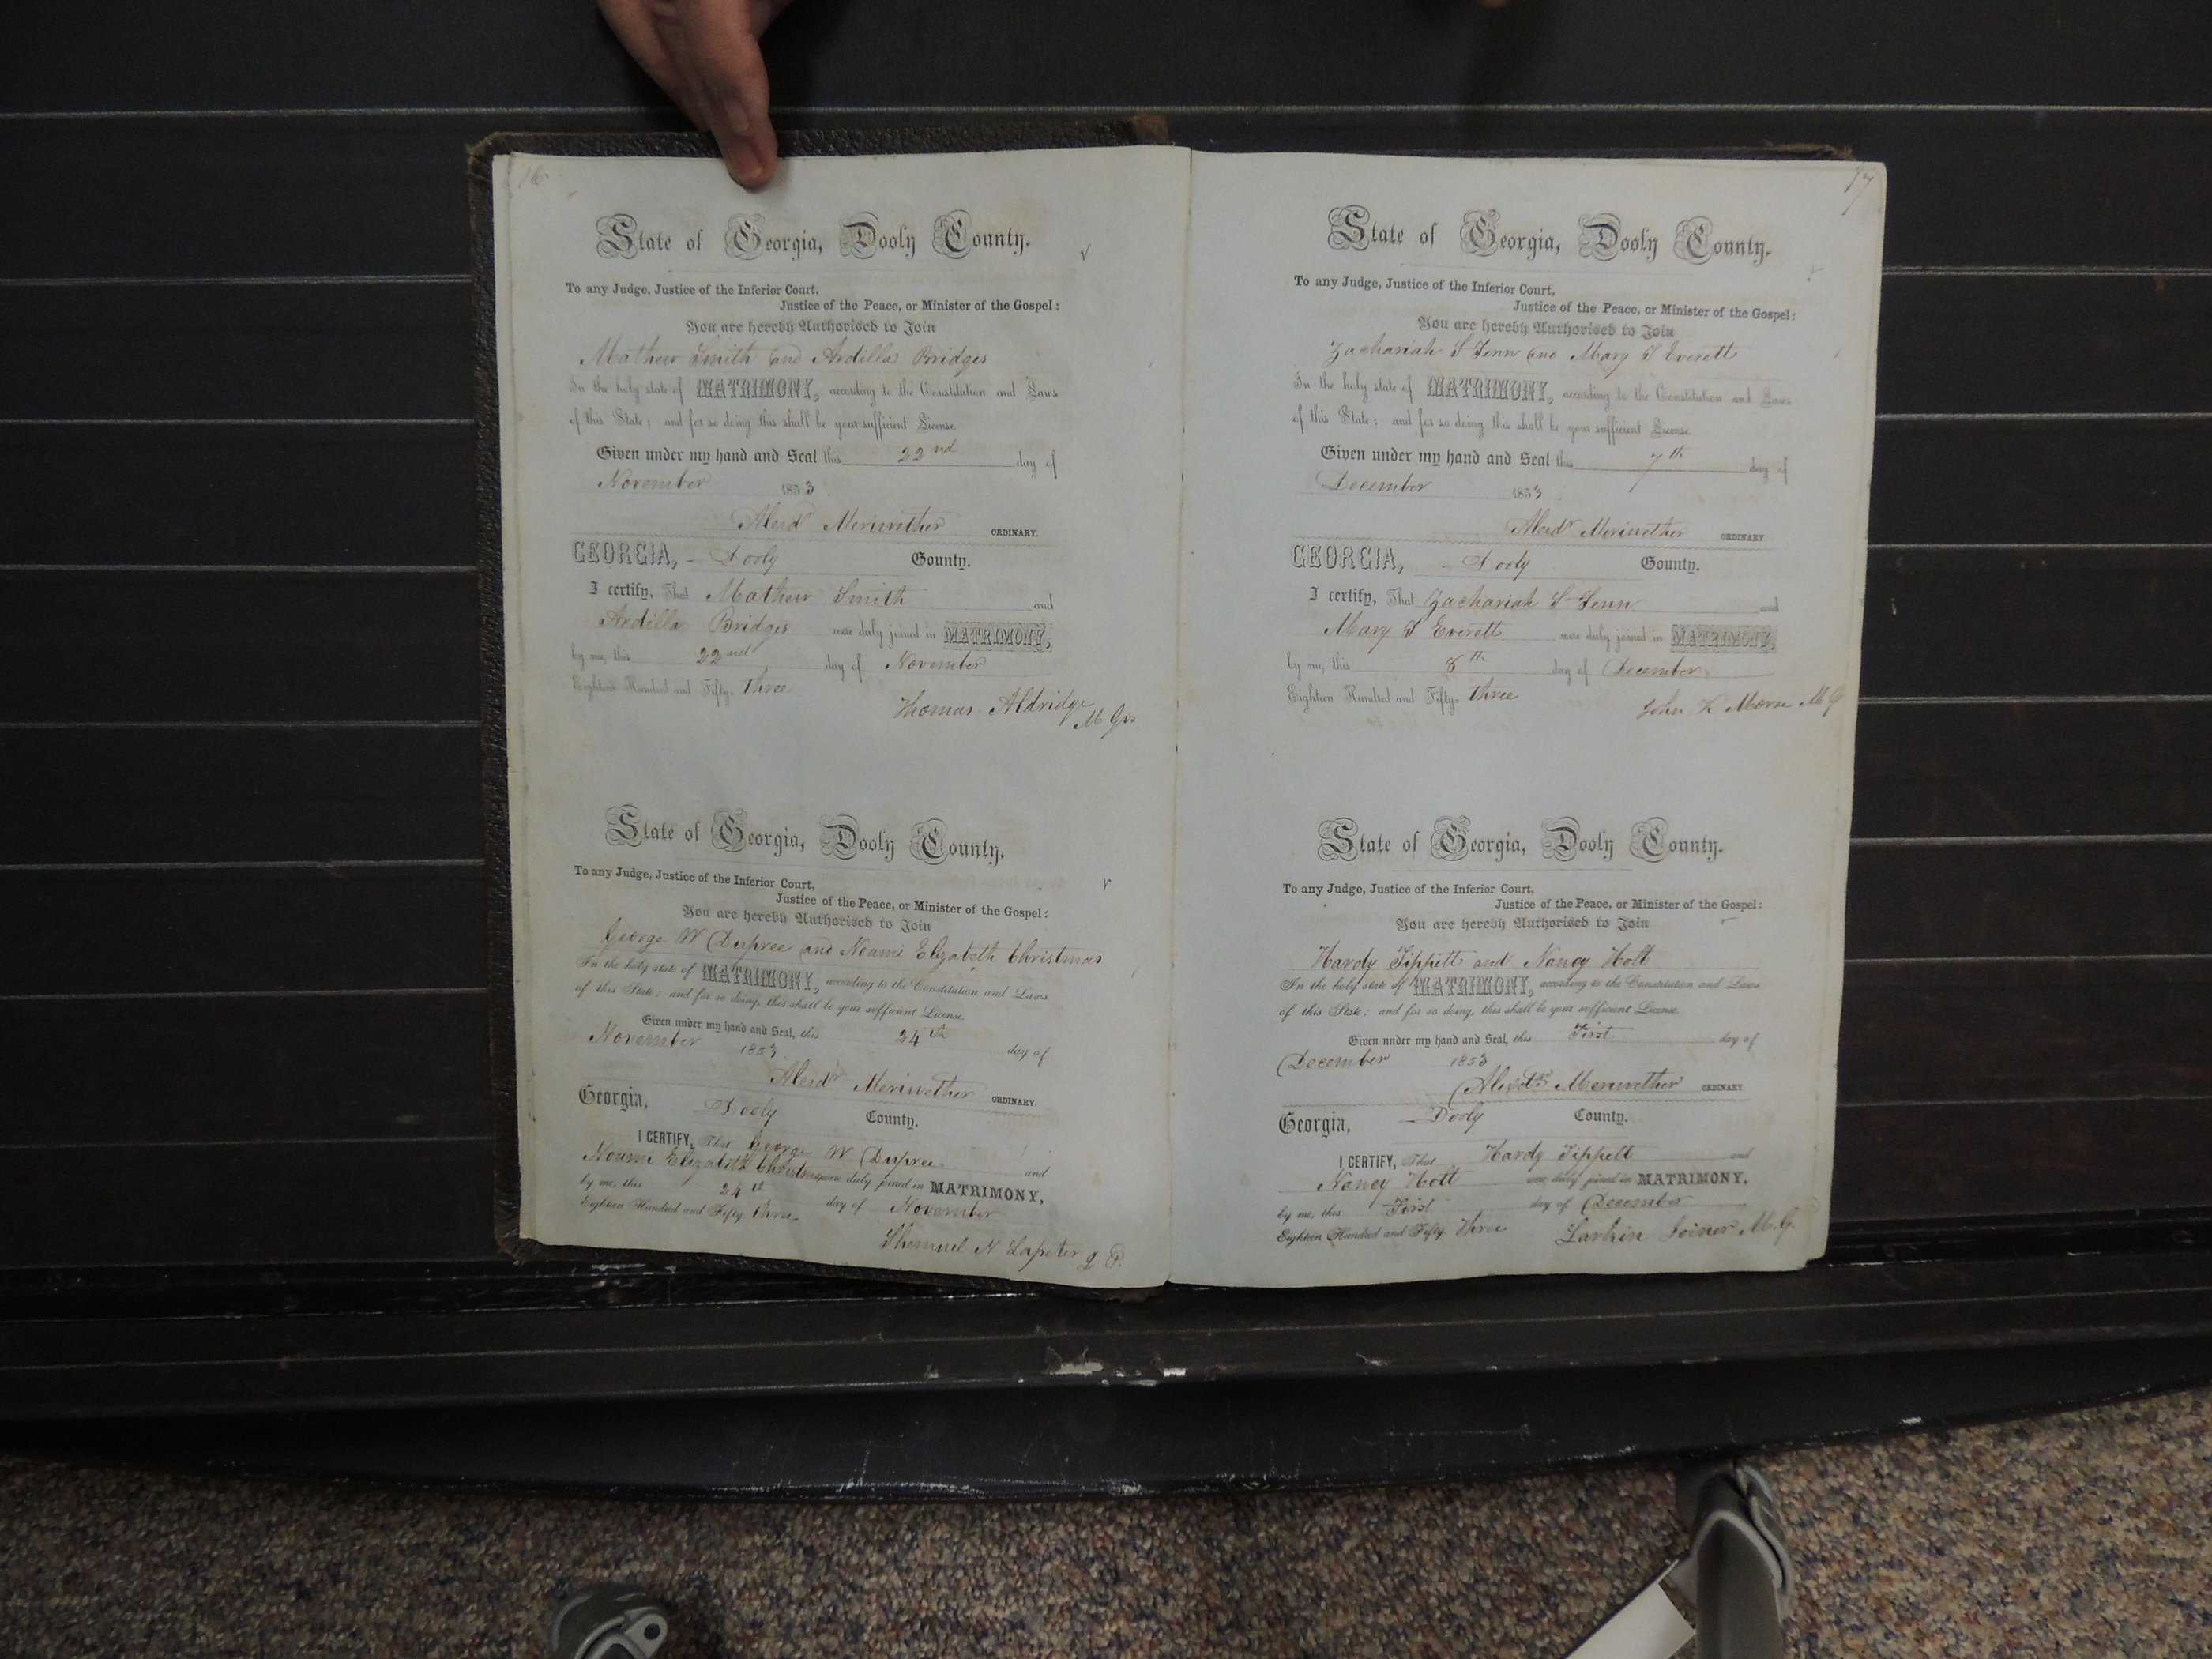 16
State of Georgia, Dooly County.
To any Judge, Justice of the Inferior Court,
Justice of the Peace, or Minister of the Gospel:
You are hereby Authorised to Join
Mathew Smith and Ardilla Bridges
In the holy state of MATRIMONY, according to the Constitution and Laws
of this State; and for so doing this shall be your sufficient License.
Given under my hand and Seal this 22nd day of
November 1853.
Alexdr Meriwether ORDINARY.
GEORGIA, - Dooly County.
I certify, That Mathew Smith and
Ardilla Bridges were duly joined in MATRIMONY,
by me, this 22nd day of November
Eighteen Hundred and Fifty- three
Thomas Aldridge
State of Georgia, Dooly County.
To any Judge, Justice of the Inferior Court,
Justice of the Peace, or Minister of the Gospel:
You are hereby Authorised to Join
George W Dupree and Noami Elizabeth Christmas
In the holy state of MATRIMONY, according to the Constitution and Laws
of this State; and for so doing, this shall be your sufficient License.
Given under my hand and Seal, this 24th day of
November 1853.
Alexdr Meriwether ORDINARY.
Georgia, Dooly County.
I CERTIFY, That George W Dupree and
Noami Elizabeth Christmas were duly joined in MATRIMONY,
by me, this 24th day of November
Eighteen Hundred and Fifty three
Shemuel N Lapeter J P.
17
State of Georgia, Dooly County.
To any Judge, Justice of the Inferior Court,
Justice of the Peace, or Minister of the Gospel:
You are hereby Authorised to Join
Zachariah S Fenn and Mary T Everett
In the holy state of MATRIMONY, according to the Constitution and Laws
of this State; and for so doing this shall be your sufficient License.
Given under my hand and Seal this 7th day of
December 1853
Alexdr Meriwether ORDINARY.
GEORGIA, - Dooly County.
I certify, That Zachariah S Fenn and
Mary T Everett were duly joined in MATRIMONY,
by me, this 8th day of December
Eighteen Hundred and Fifty- three
John K Morse M G
State of Georgia, Dooly County.
To any Judge, Justice of the Inferior Court,
Justice of the Peace, or Minister of the Gospel:
You are hereby Authorised to Join
Hardy Tippett and Nancy Holt
In the holy state of MATRIMONY, according to the Constitution and Laws
of this State; and for so doing, this shall be your sufficient License.
Given under my hand and Seal, this First day of
December 1853
Meriwether ORDINARY
Georgia, Dooly County.
I CERTIFY, That Hardy Tippett and
Nancy Holt were duly joined in MATRIMONY,
by me, this First day of December
Eighteen Hundred and Fifty Three
Larkin Joiner M.G.